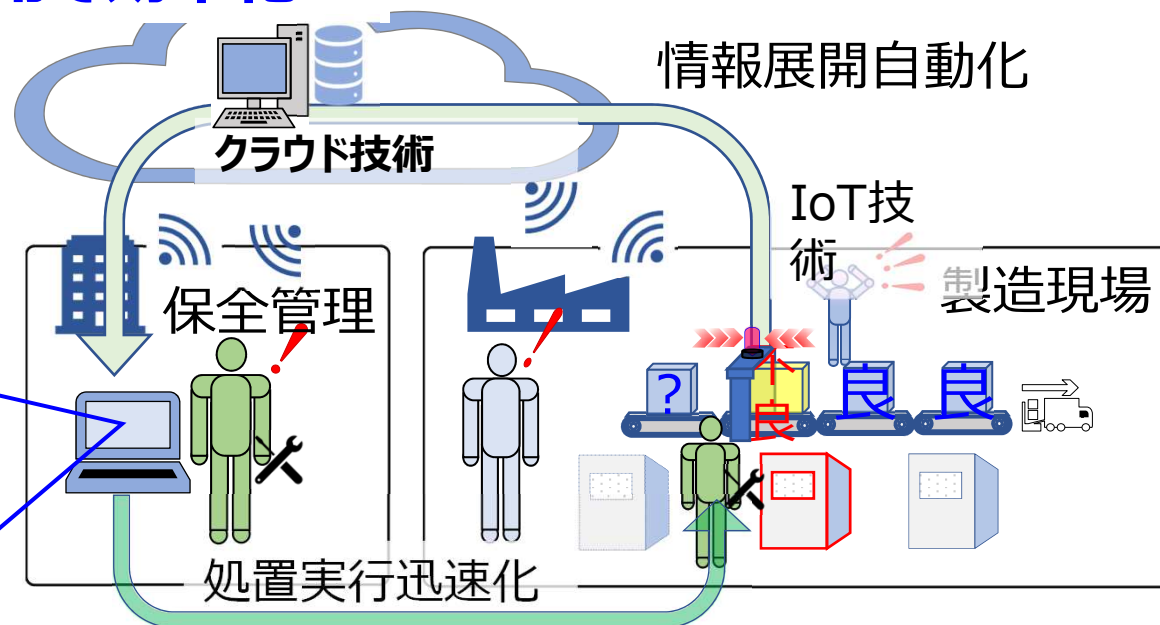 情報展開自動化
クラウド技術
IoT技
術
製造現場
保全管理
?
不
良
良
良
処置実行迅速化